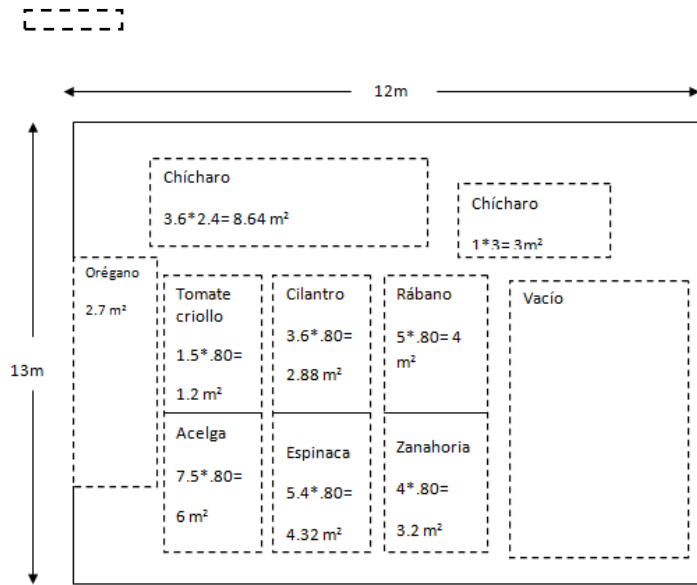 12m
Chícharo
3.6*2.4= 8.64 m²
Chícharo
1*3= 3m²
Orégano
2.7 m²
Tomate
criollo
1.5*.80=
1.2 m²
Cilantro
3.6*.80=
2.88 m²
Rábano
5*.80= 4
m²
Vacío
13m
Acelga
7.5*.80=
6 m²
Espinaca
5.4*.80=
4.32 m²
Zanahoria
4*.80=
3.2 m²